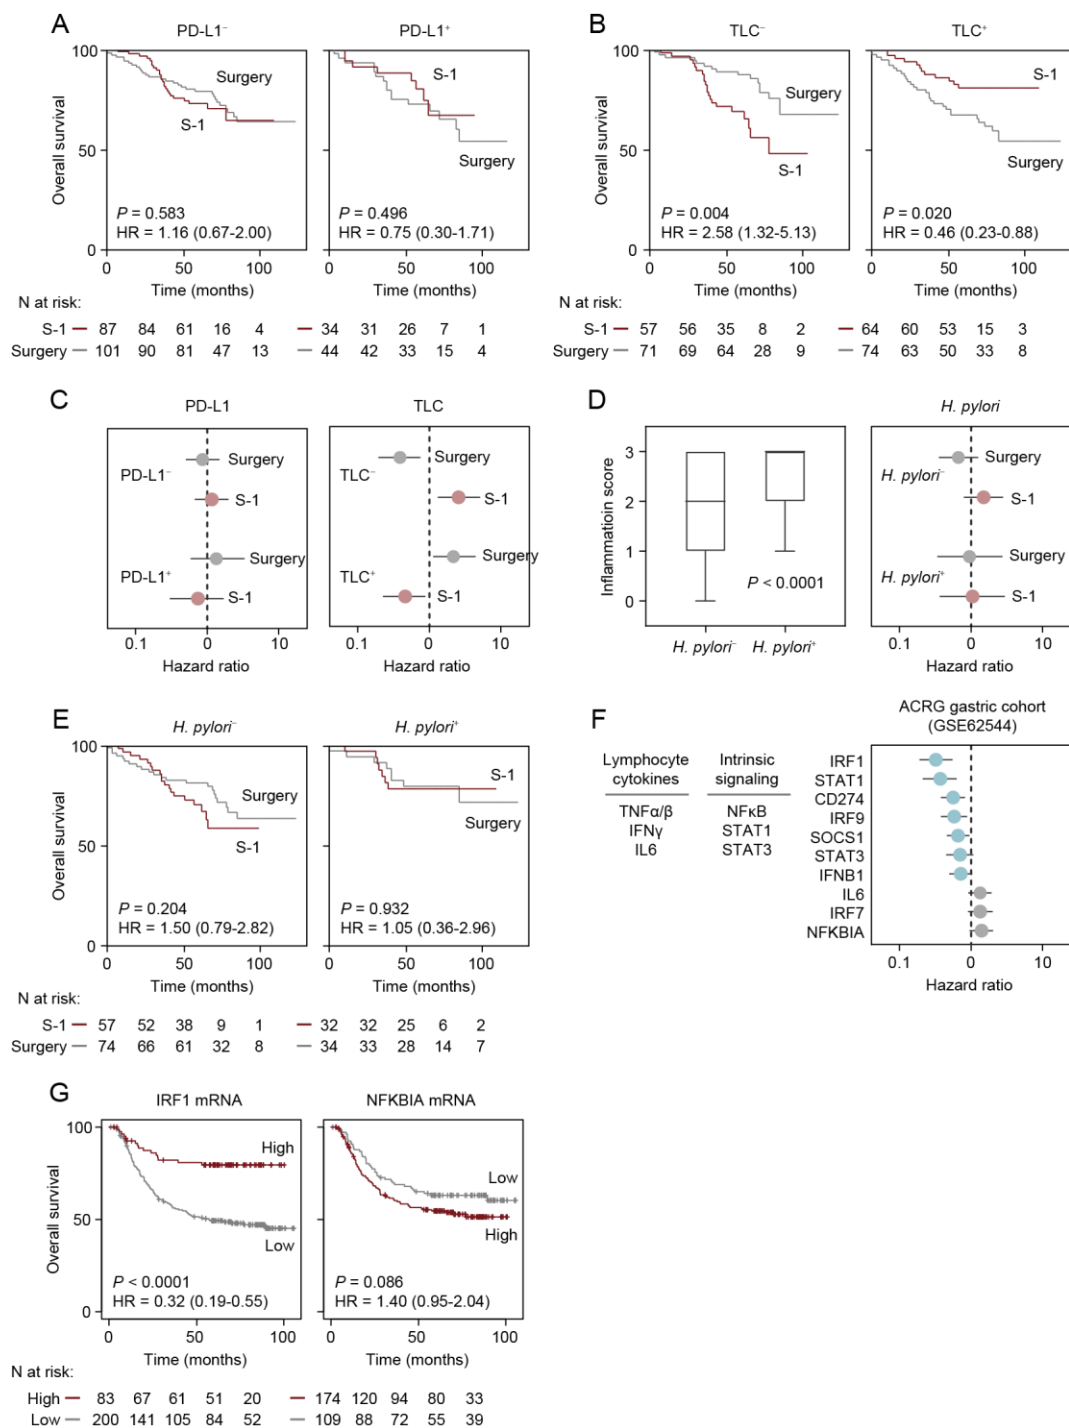 A
PD-L1⁻
PD-L1⁺
Overall survival
100
50
0
Surgery
S-1
P = 0.583
HR = 1.16 (0.67-2.00)
S-1
Surgery
P = 0.496
HR = 0.75 (0.30-1.71)
0 50 100
0 50 100
Time (months)
Time (months)
N at risk:
S-1 87 84 61 16 4 34 31 26 7 1
Surgery 101 90 81 47 13 44 42 33 15 4
B
TLC⁻
TLC⁺
Overall survival
100
50
0
Surgery
S-1
P = 0.004
HR = 2.58 (1.32-5.13)
S-1
Surgery
P = 0.020
HR = 0.46 (0.23-0.88)
0 50 100
0 50 100
Time (months)
Time (months)
N at risk:
S-1 57 56 35 8 2 64 60 53 15 3
Surgery 71 69 64 28 9 74 63 50 33 8
C
PD-L1
TLC
PD-L1⁻
Surgery
S-1
PD-L1⁺
Surgery
S-1
0.1 0 10
Hazard ratio
TLC⁻
Surgery
S-1
TLC⁺
Surgery
S-1
0.1 0 10
Hazard ratio
D
Inflammatioin score
3
2
1
0
P < 0.0001
H. pylori⁻ H. pylori⁺
H. pylori
H. pylori⁻
Surgery
S-1
H. pylori⁺
Surgery
S-1
0.1 0 10
Hazard ratio
E
H. pylori⁻
H. pylori⁺
Overall survival
100
50
0
Surgery
S-1
P = 0.204
HR = 1.50 (0.79-2.82)
S-1
Surgery
P = 0.932
HR = 1.05 (0.36-2.96)
0 50 100
0 50 100
Time (months)
Time (months)
N at risk:
S-1 57 52 38 9 1 32 32 25 6 2
Surgery 74 66 61 32 8 34 33 28 14 7
F
Lymphocyte
cytokines
TNFα/β
IFNγ
IL6
Intrinsic
signaling
NFκB
STAT1
STAT3
ACRG gastric cohort
(GSE62544)
IRF1
STAT1
CD274
IRF9
SOCS1
STAT3
IFNB1
IL6
IRF7
NFKBIA
0.1 0 10
Hazard ratio
G
IRF1 mRNA
NFKBIA mRNA
Overall survival
100
50
0
High
Low
P < 0.0001
HR = 0.32 (0.19-0.55)
Low
High
P = 0.086
HR = 1.40 (0.95-2.04)
0 50 100
0 50 100
Time (months)
Time (months)
N at risk:
High 83 67 61 51 20 174 120 94 80 33
Low 200 141 105 84 52 109 88 72 55 39